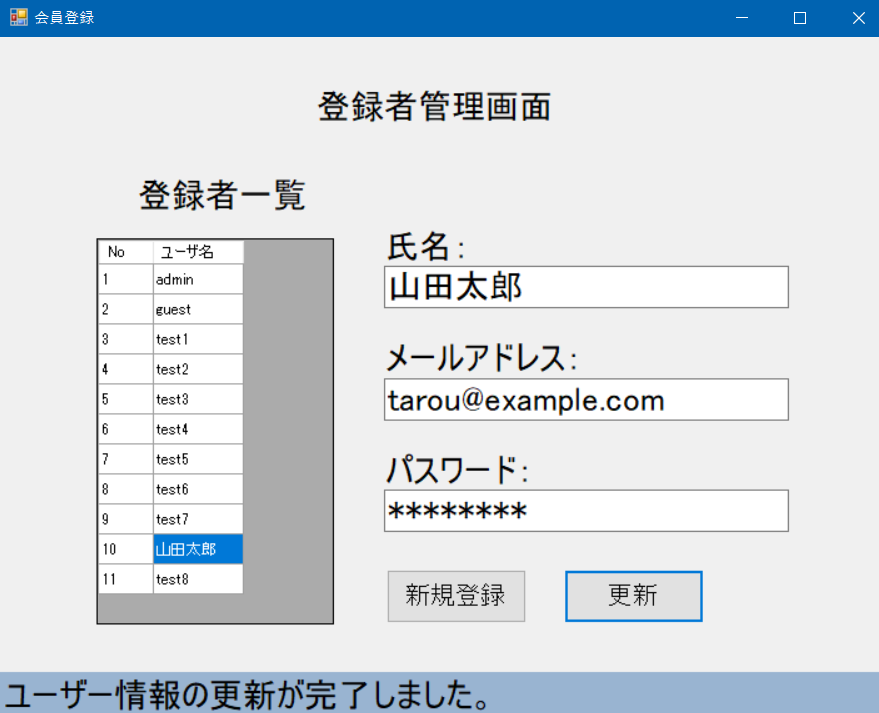 会員登録
登録者管理画面
登録者一覧
No ユーザ名
1 admin
2 guest
3 test1
4 test2
5 test3
6 test4
7 test5
8 test6
9 test7
10 山田太郎
11 test8
氏名：
山田太郎
メールアドレス：
tarou@example.com
パスワード：
********
新規登録 更新
ユーザー情報の更新が完了しました。